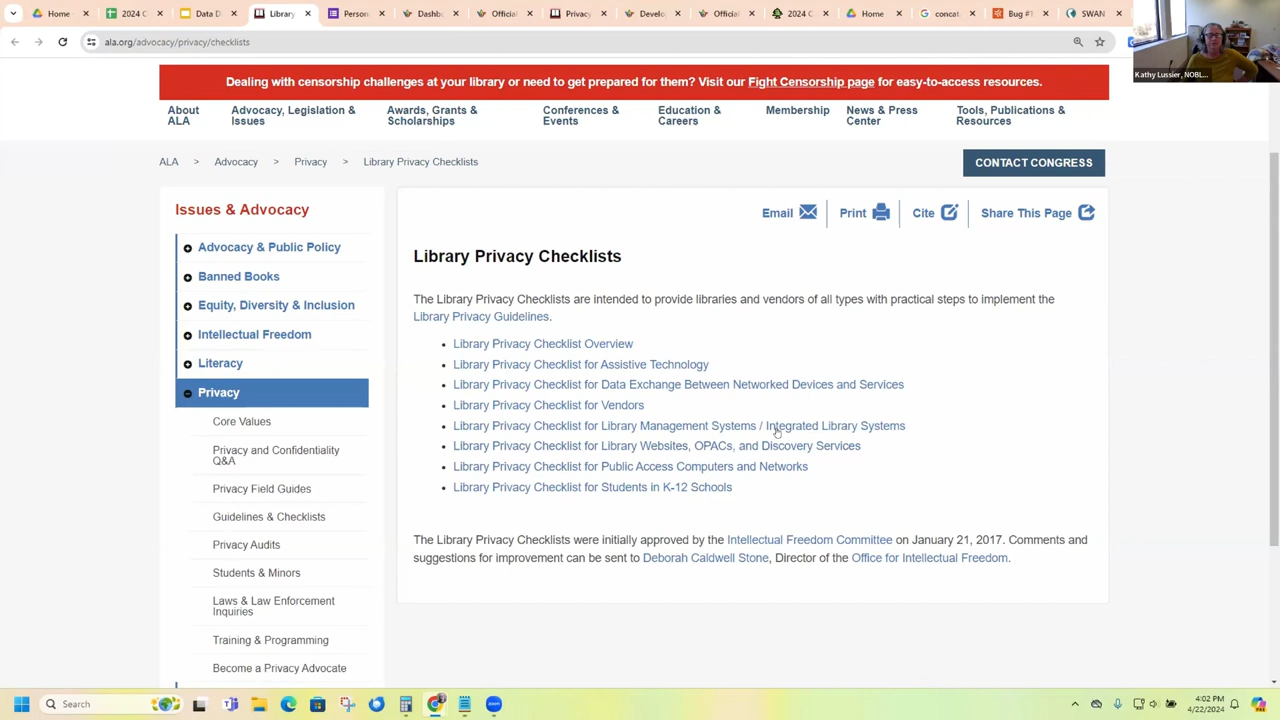 Home
2024 C
Data D
Library
Person
Dashb
Official
Privacy
Develo
Official
2024 C
Home
concat
Bug #1
SWAN
ala.org/advocacy/privacy/checklists
Kathy Lussier, NOBL...
Dealing with censorship challenges at your library or need to get prepared for them? Visit our Fight Censorship page for easy-to-access resources.
About ALA
Advocacy, Legislation & Issues
Awards, Grants & Scholarships
Conferences & Events
Education & Careers
Membership
News & Press Center
Tools, Publications & Resources
ALA > Advocacy > Privacy > Library Privacy Checklists
CONTACT CONGRESS
Issues & Advocacy
Advocacy & Public Policy
Banned Books
Equity, Diversity & Inclusion
Intellectual Freedom
Literacy
Privacy
Core Values
Privacy and Confidentiality
Q&A
Privacy Field Guides
Guidelines & Checklists
Privacy Audits
Students & Minors
Laws & Law Enforcement
Inquiries
Training & Programming
Become a Privacy Advocate
Email
Print
Cite
Share This Page
Library Privacy Checklists
The Library Privacy Checklists are intended to provide libraries and vendors of all types with practical steps to implement the
Library Privacy Guidelines.
• Library Privacy Checklist Overview
• Library Privacy Checklist for Assistive Technology
• Library Privacy Checklist for Data Exchange Between Networked Devices and Services
• Library Privacy Checklist for Vendors
• Library Privacy Checklist for Library Management Systems / Integrated Library Systems
• Library Privacy Checklist for Library Websites, OPACs, and Discovery Services
• Library Privacy Checklist for Public Access Computers and Networks
• Library Privacy Checklist for Students in K-12 Schools
The Library Privacy Checklists were initially approved by the Intellectual Freedom Committee on January 21, 2017. Comments and
suggestions for improvement can be sent to Deborah Caldwell Stone, Director of the Office for Intellectual Freedom.
Search
4:02 PM
4/22/2024